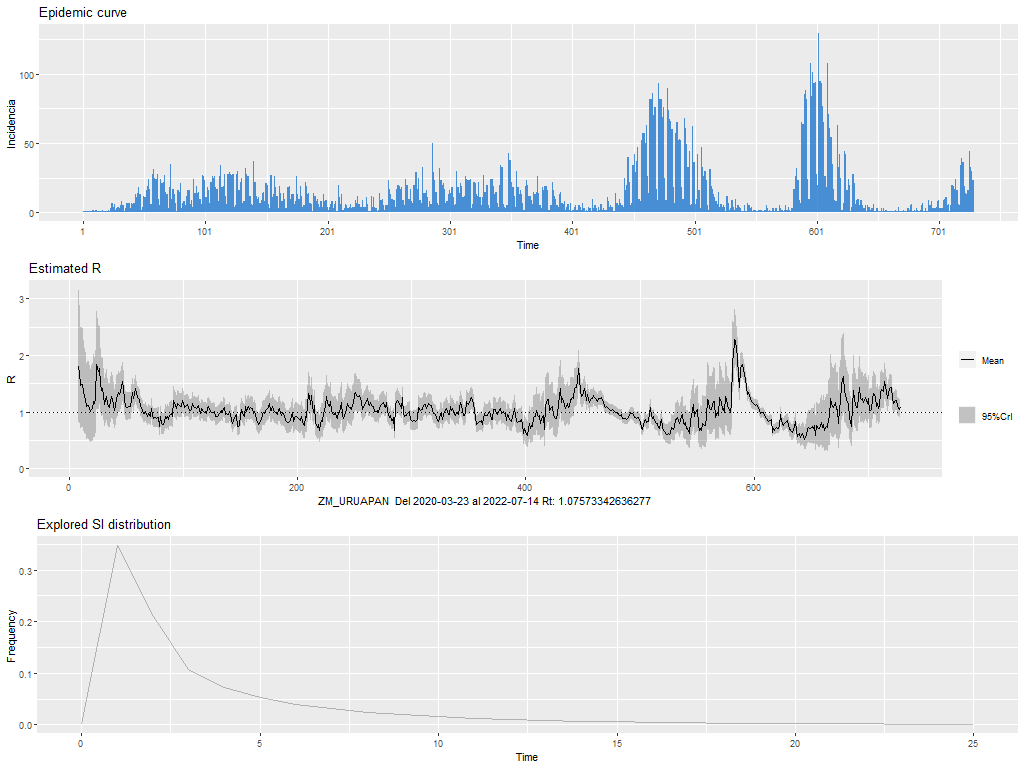 Epidemic curve
Incidencia
100
50
0
1 101 201 301 401 501 601 701
Time
Estimated R
R
3
2
1
0
Mean
95%CrI
0 200 400 600
ZM_URUAPAN Del 2020-03-23 al 2022-07-14 Rt: 1.07573342636277
Explored SI distribution
Frequency
0.3
0.2
0.1
0.0
0 5 10 15 20 25
Time